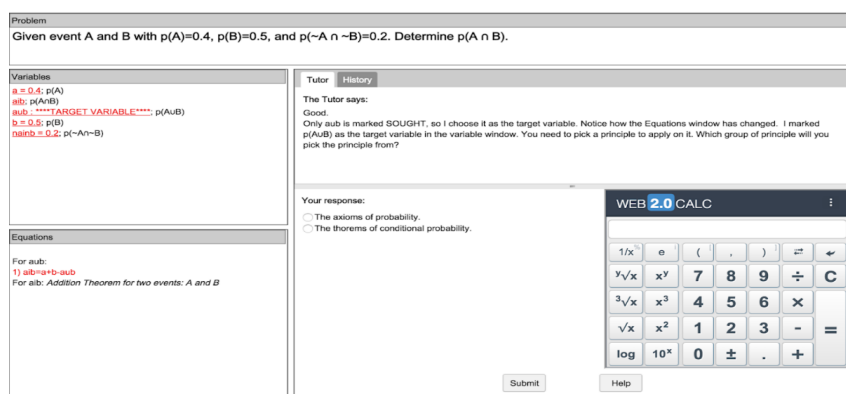 Problem
Given event A and B with p(A)=0.4, p(B)=0.5, and p(~A ∩ ~B)=0.2. Determine p(A ∩ B).
Variables
a = 0.4; p(A)
aib; p(A∩B)
aub : ****TARGET VARIABLE****; p(A∪B)
b = 0.5; p(B)
nainb = 0.2; p(~A∩~B)
Equations
For aub:
1) aib=a+b-aub
For aib: Addition Theorem for two events: A and B
Tutor History
The Tutor says:
Good.
Only aub is marked SOUGHT, so I choose it as the target variable. Notice how the Equations window has changed. I marked
p(A∪B) as the target variable in the variable window. You need to pick a principle to apply on it. Which group of principle will you
pick the principle from?
Your response:
The axioms of probability.
The thorems of conditional probability.
WEB 2.0 CALC
1/x % e ( [ , ) ]
ʸ√x xʸ 7 8 9 ÷ C
³√x x³ 4 5 6 ×
√x x² 1 2 3 - =
log 10ˣ 0 ± . +
Submit Help